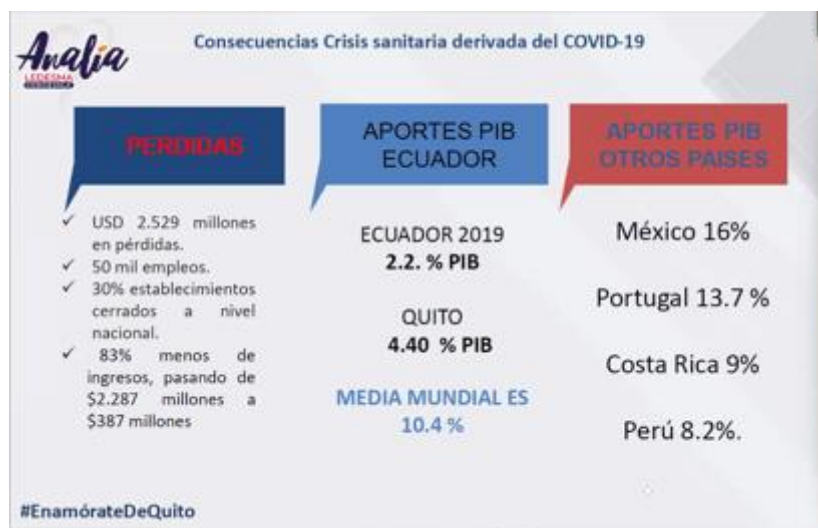 Analía
LEDESMA
Consecuencias Crisis sanitaria derivada del COVID-19
PERDIDAS
✓ USD 2.529 millones
en pérdidas.
✓ 50 mil empleos.
✓ 30% establecimientos
cerrados a nivel
nacional.
✓ 83% menos de
ingresos, pasando de
$2.287 millones a
$387 millones
APORTES PIB
ECUADOR
ECUADOR 2019
2.2. % PIB
QUITO
4.40 % PIB
MEDIA MUNDIAL ES
10.4 %
APORTES PIB
OTROS PAISES
México 16%
Portugal 13.7 %
Costa Rica 9%
Perú 8.2%.
#EnamórateDeQuito